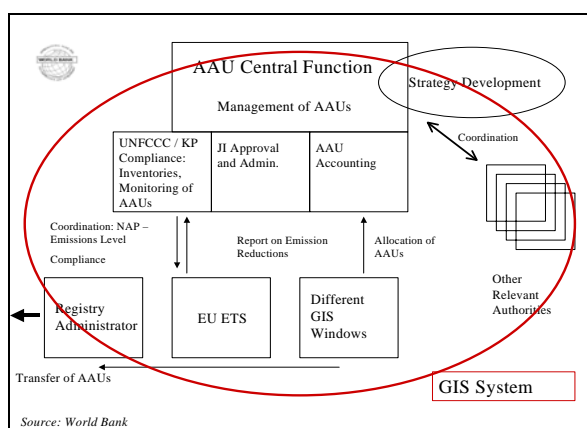 WORLD BANK
AAU Central Function
Strategy Development
Management of AAUs
Coordination
UNFCCC / KP
Compliance:
Inventories,
Monitoring of
AAUs
JI Approval
and Admin.
AAU
Accounting
Coordination: NAP –
Emissions Level
Compliance
Report on Emission
Reductions
Allocation of
AAUs
Other
Relevant
Authorities
Registry
Administrator
EU ETS
Different
GIS
Windows
Transfer of AAUs
GIS System
Source: World Bank